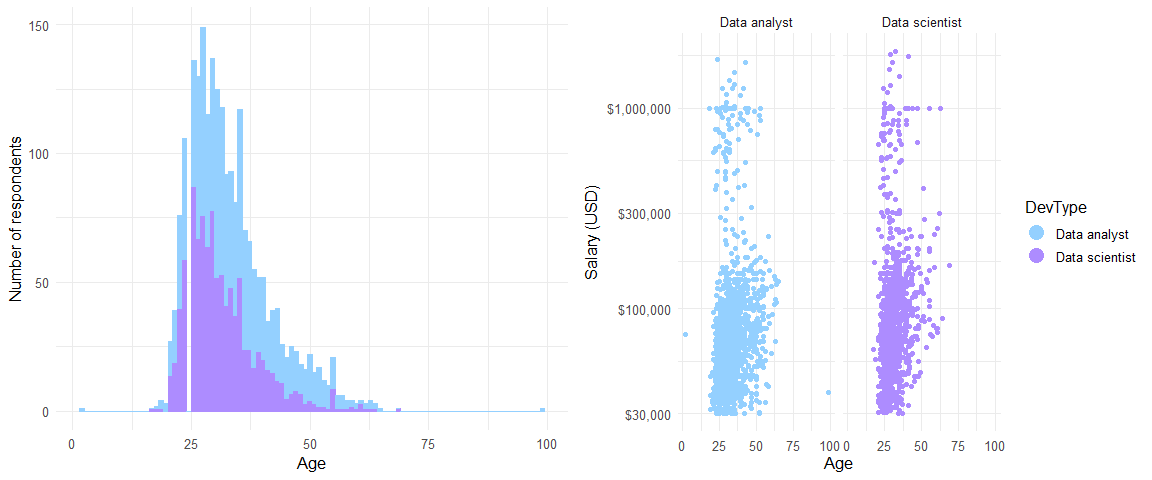 Number of respondents
150
100
50
0
0
25
50
75
100
Age
Data analyst
Data scientist
Salary (USD)
$1,000,000
$300,000
$100,000
$30,000
0 25 50 75 100
0 25 50 75 100
Age
DevType
Data analyst
Data scientist